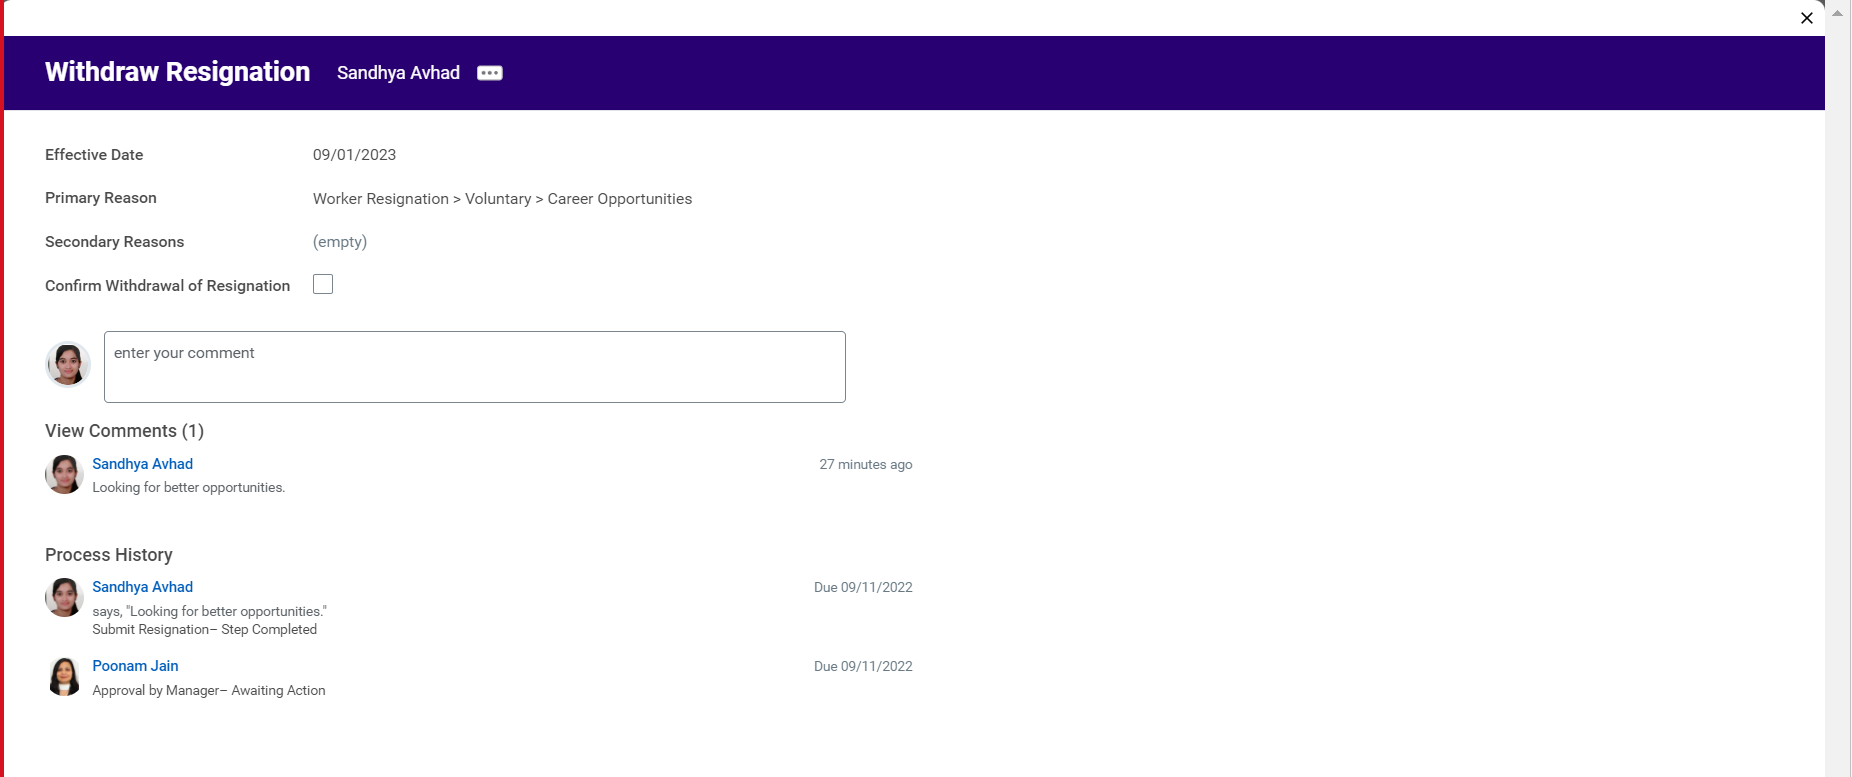 Withdraw Resignation Sandhya Avhad
Effective Date 09/01/2023
Primary Reason Worker Resignation > Voluntary > Career Opportunities
Secondary Reasons (empty)
Confirm Withdrawal of Resignation
enter your comment
View Comments (1)
Sandhya Avhad 27 minutes ago
Looking for better opportunities.
Process History
Sandhya Avhad Due 09/11/2022
says, "Looking for better opportunities."
Submit Resignation– Step Completed
Poonam Jain Due 09/11/2022
Approval by Manager– Awaiting Action